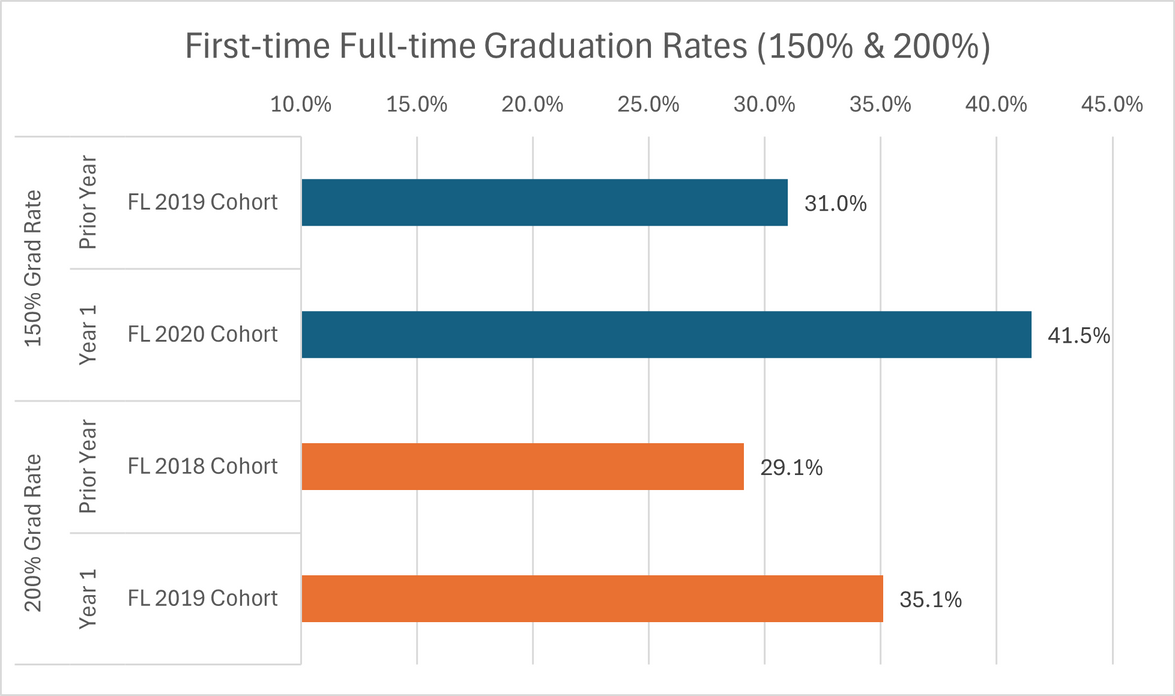 First-time Full-time Graduation Rates (150% & 200%)
10.0% 15.0% 20.0% 25.0% 30.0% 35.0% 40.0% 45.0%
150% Grad Rate
Prior Year
FL 2019 Cohort
31.0%
Year 1
FL 2020 Cohort
41.5%
200% Grad Rate
Prior Year
FL 2018 Cohort
29.1%
Year 1
FL 2019 Cohort
35.1%